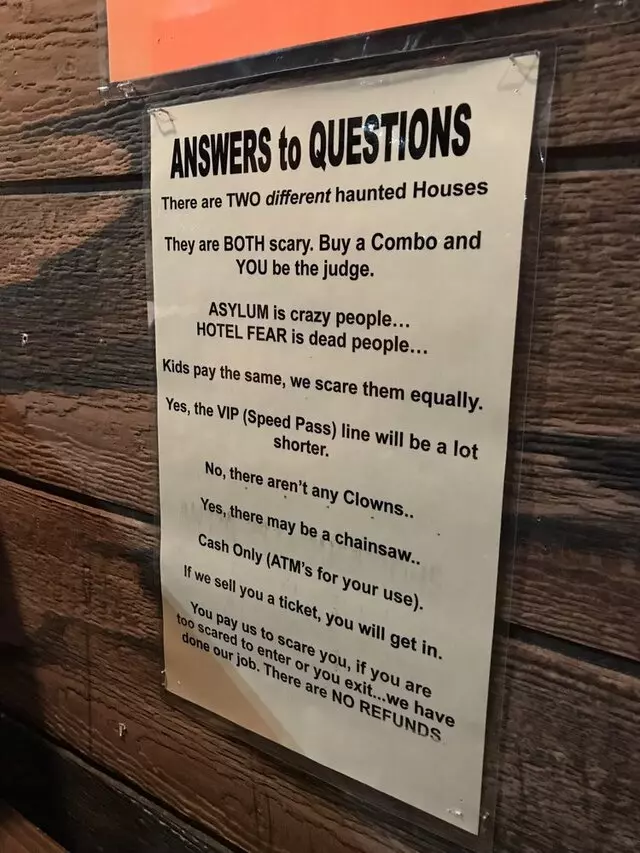 ANSWERS to QUESTIONS
There are TWO different haunted Houses
They are BOTH scary. Buy a Combo and
YOU be the judge.
ASYLUM is crazy people...
HOTEL FEAR is dead people...
Kids pay the same, we scare them equally.
Yes, the VIP (Speed Pass) line will be a lot
shorter.
No, there aren't any Clowns..
Yes, there may be a chainsaw..
Cash Only (ATM's for your use).
If we sell you a ticket, you will get in.
You pay us to scare you, if you are
too scared to enter or you exit...we have
done our job. There are NO REFUNDS